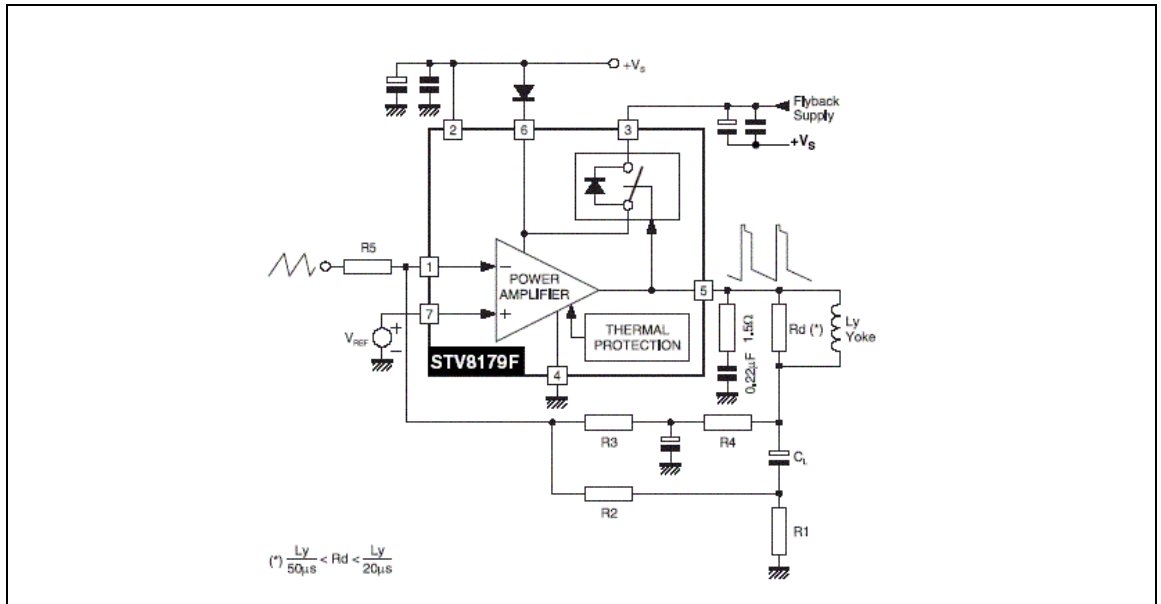 +VS
Flyback
Supply
2
6
3
+VS
R5
1
−
POWER
AMPLIFIER
5
7
+
VREF
+
−
THERMAL
PROTECTION
STV8179F
4
0.22µF 1.5Ω
Rd (*)
Ly
Yoke
R3
R4
CL
R2
R1
(*) Ly/50µs < Rd < Ly/20µs